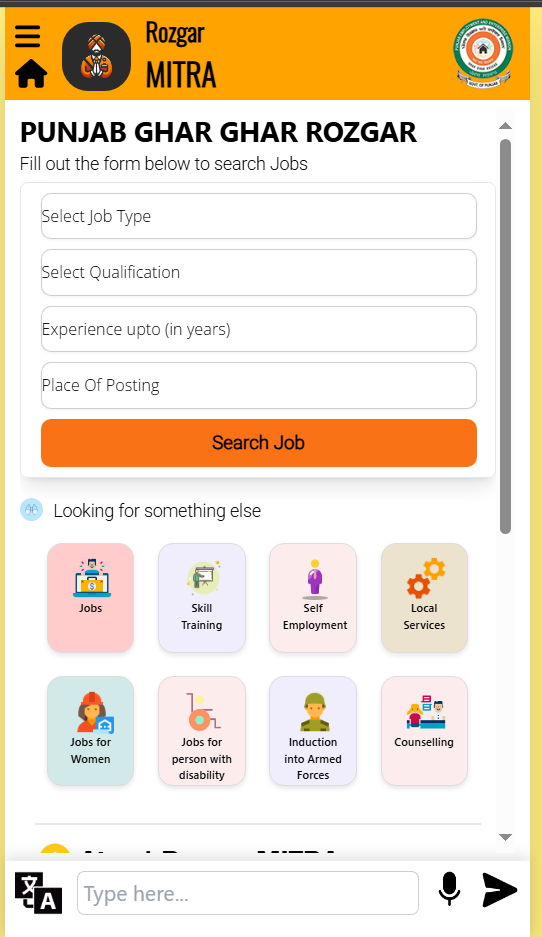 Rozgar
MITRA
PUNJAB GHAR GHAR ROZGAR
Fill out the form below to search Jobs
Select Job Type
Select Qualification
Experience upto (in years)
Place Of Posting
Search Job
Looking for something else
Jobs
Skill
Training
Self
Employment
Local
Services
Jobs for
Women
Jobs for
person with
disability
Induction
into Armed
Forces
Counselling
Type here...